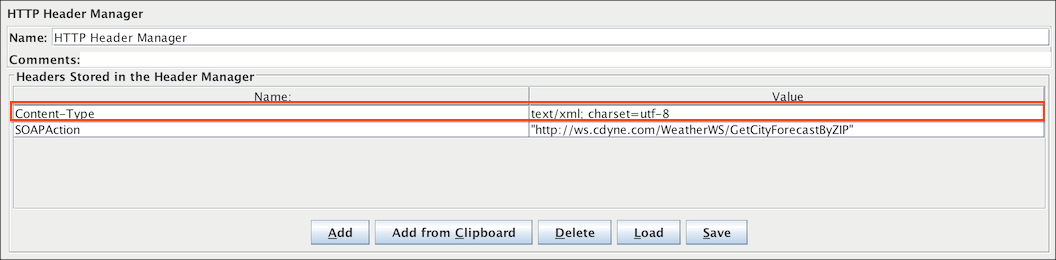 HTTP Header Manager
Name: HTTP Header Manager
Comments:
Headers Stored in the Header Manager
Name: Value
Content-Type text/xml; charset=utf-8
SOAPAction "http://ws.cdyne.com/WeatherWS/GetCityForecastByZIP"
Add Add from Clipboard Delete Load Save